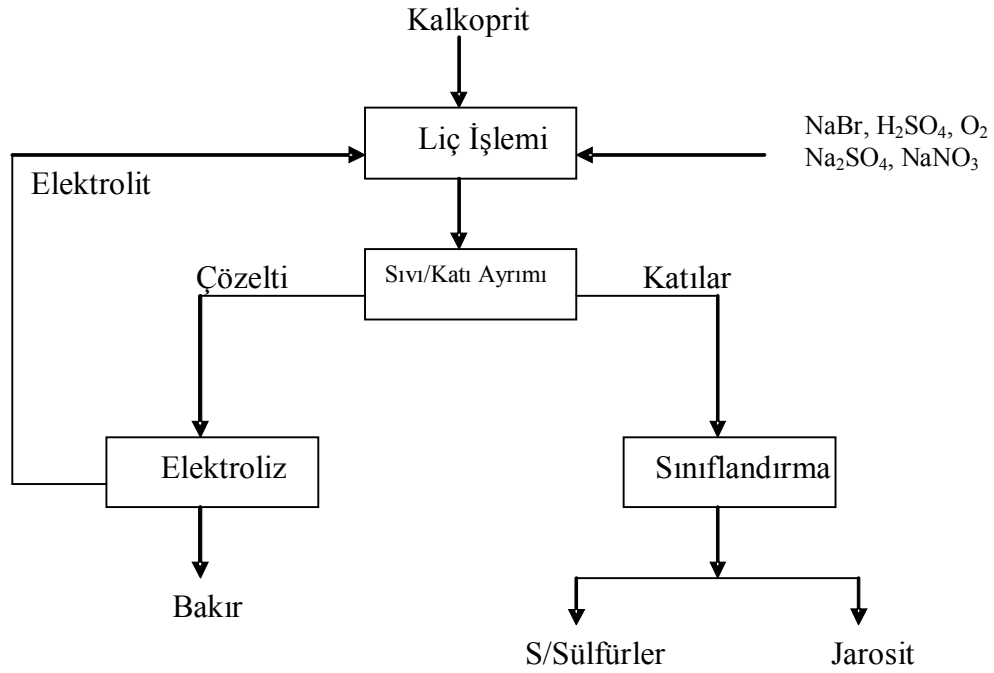 Kalkoprit
Liç İşlemi
NaBr, H₂SO₄, O₂
Na₂SO₄, NaNO₃
Elektrolit
Sıvı/Katı Ayrımı
Çözelti
Katılar
Elektroliz
Sınıflandırma
Bakır
S/Sülfürler
Jarosit